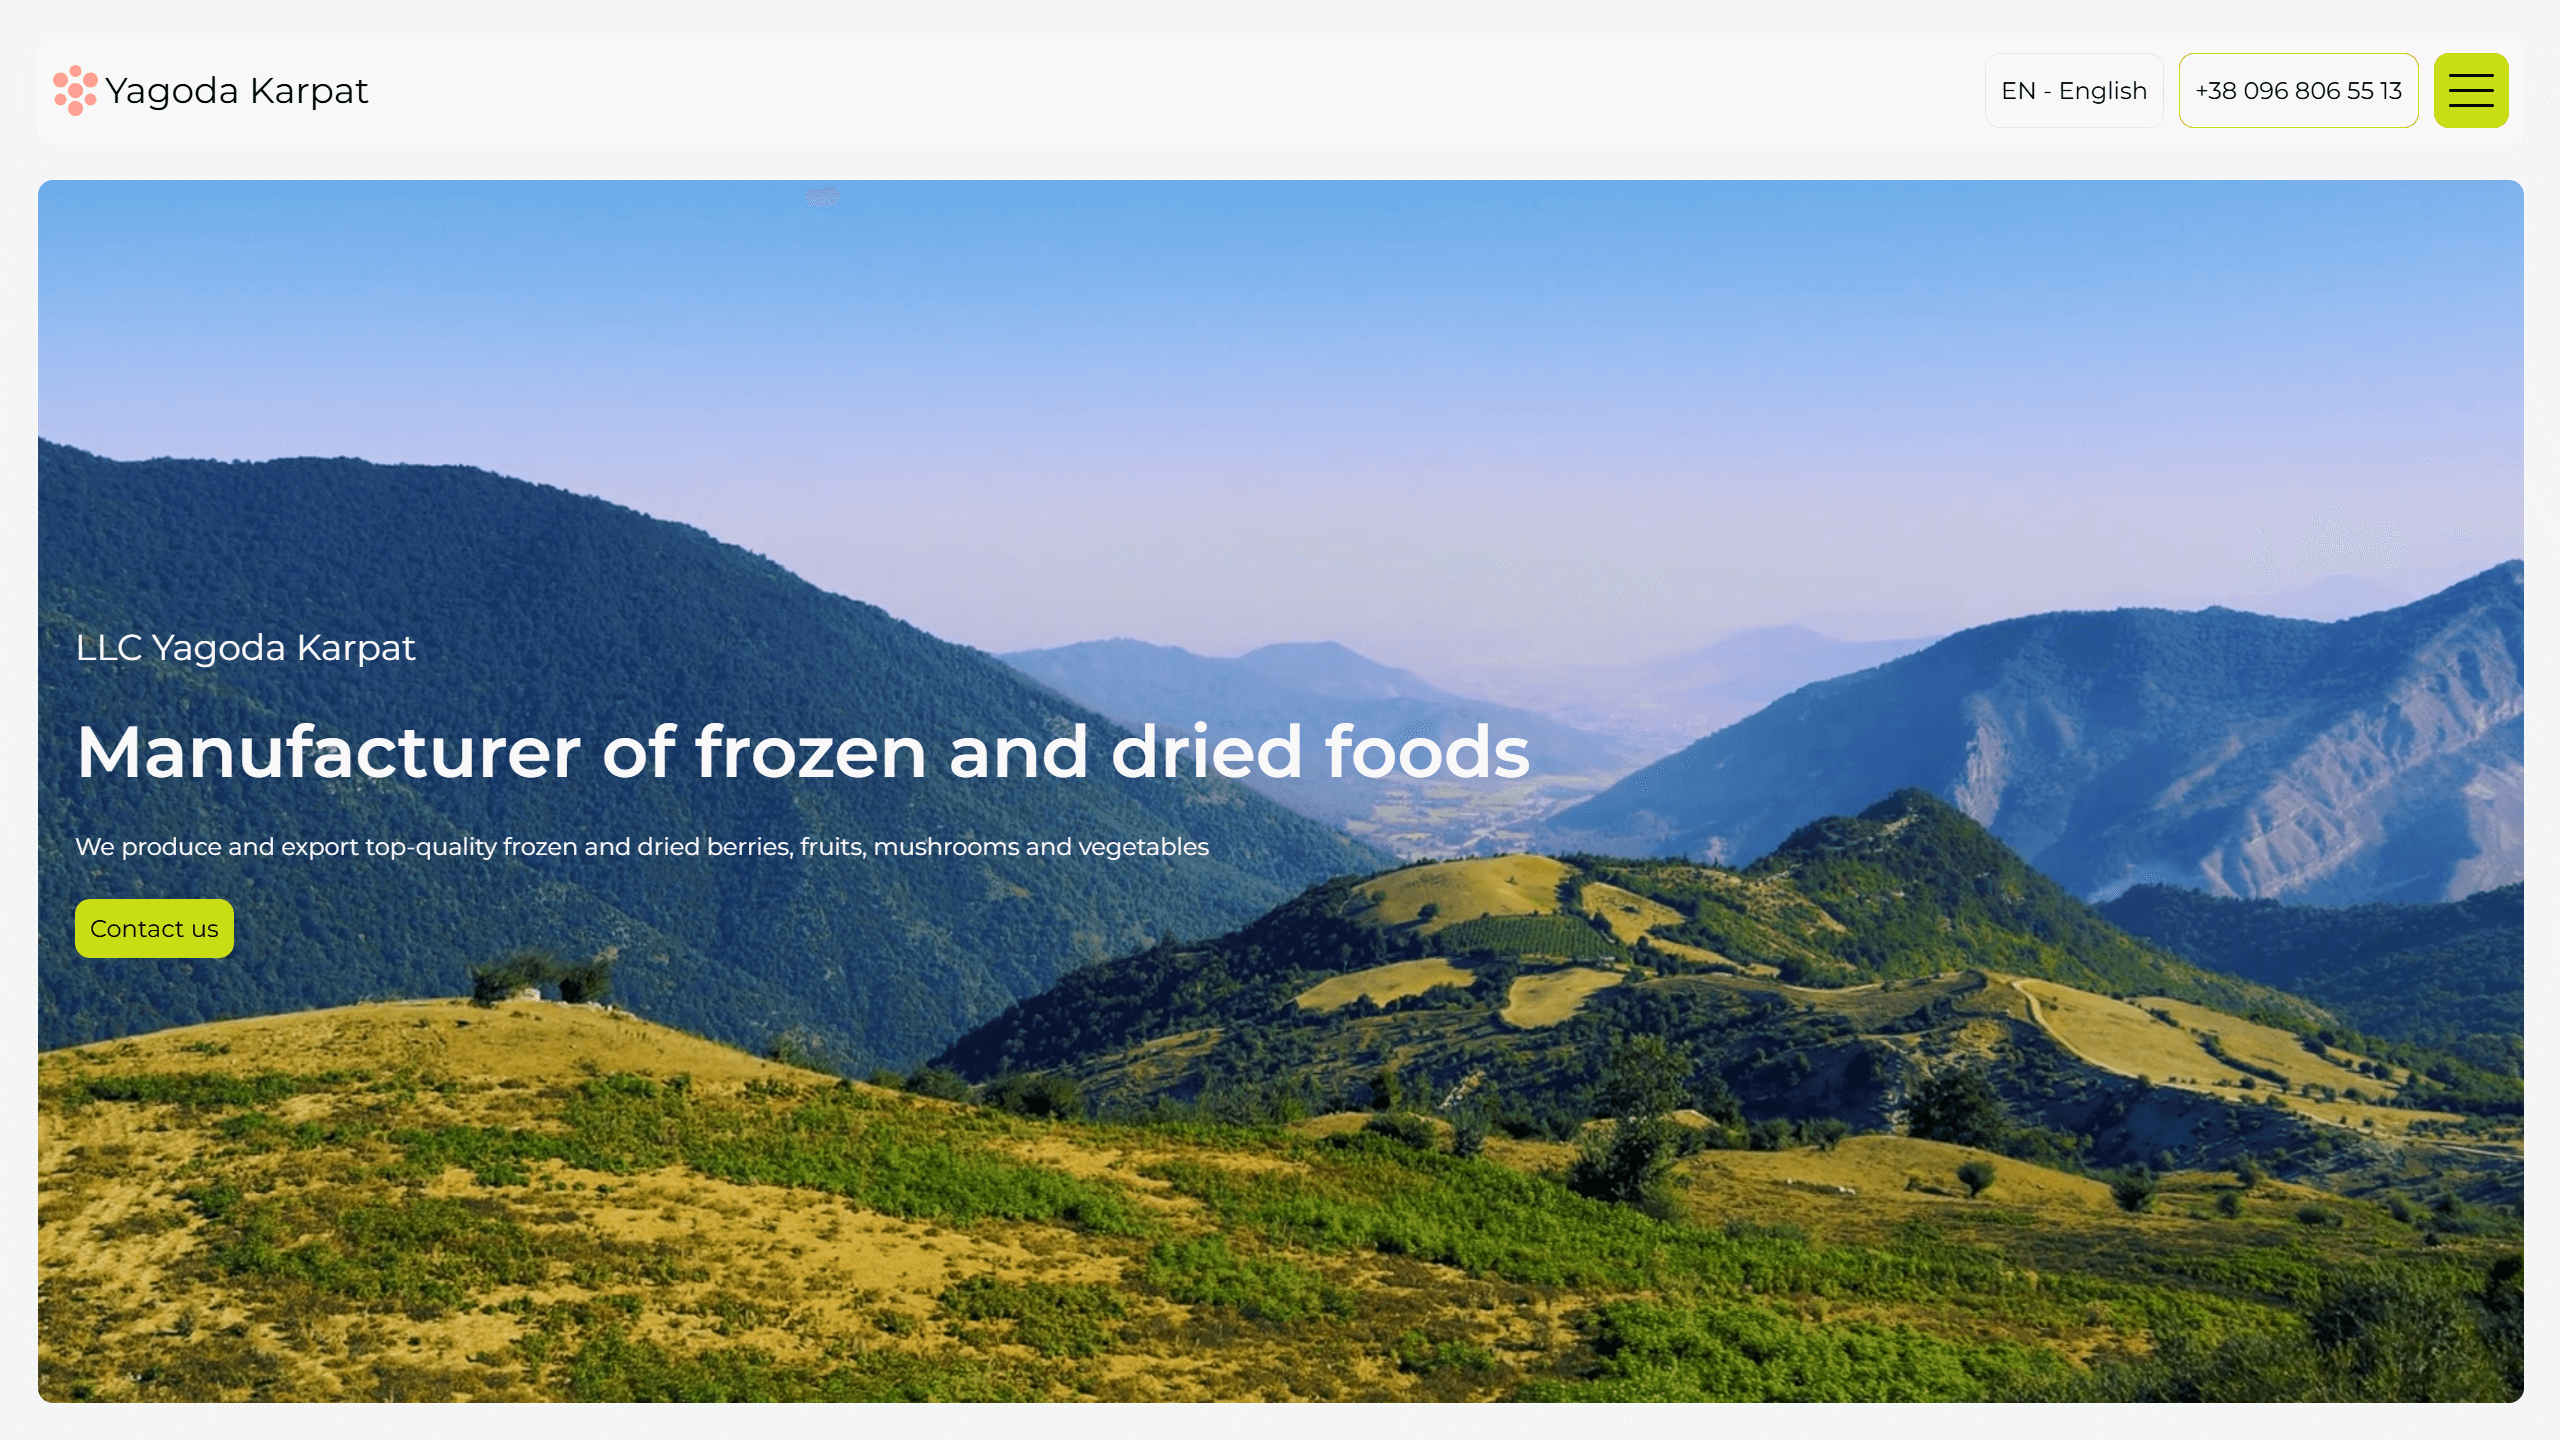 Yagoda Karpat
EN - English
+38 096 806 55 13
LLC Yagoda Karpat
Manufacturer of frozen and dried foods
We produce and export top-quality frozen and dried berries, fruits, mushrooms and vegetables
Contact us